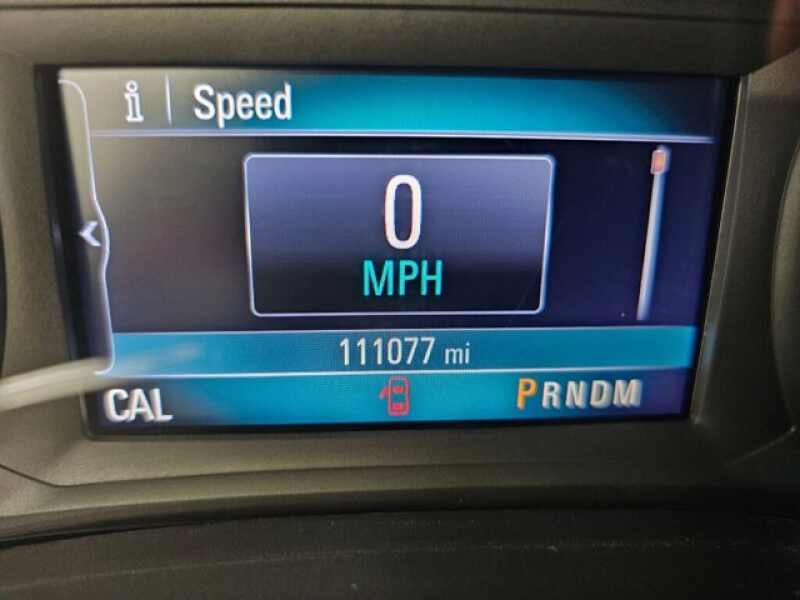 i | Speed
0
MPH
111077 mi
CAL PRNDM